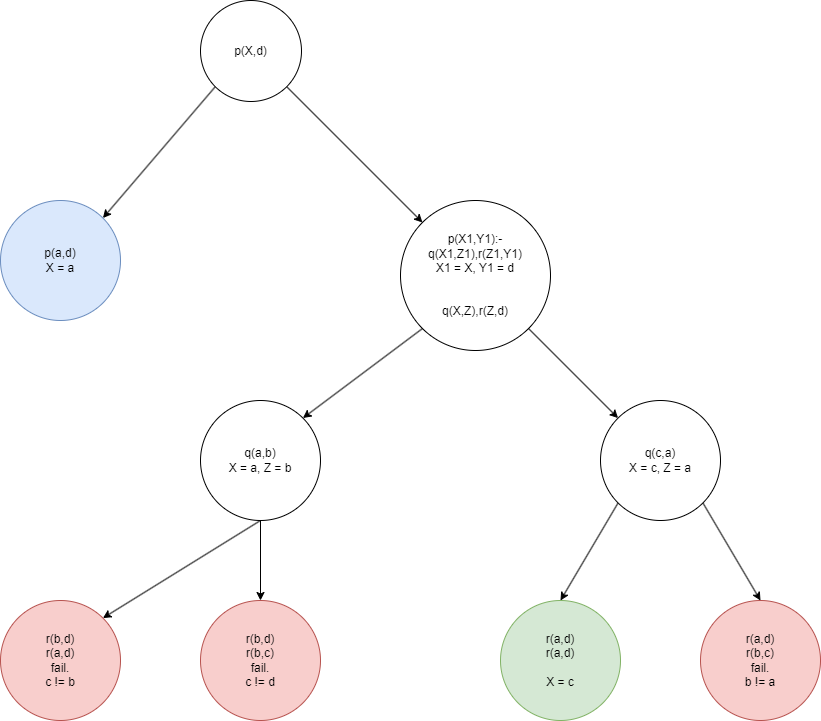 p(X,d)
p(a,d)
X = a
p(X1,Y1):-
q(X1,Z1),r(Z1,Y1)
X1 = X, Y1 = d
q(X,Z),r(Z,d)
q(a,b)
X = a, Z = b
q(c,a)
X = c, Z = a
r(b,d)
r(a,d)
fail.
c != b
r(b,d)
r(b,c)
fail.
c != d
r(a,d)
r(a,d)
X = c
r(a,d)
r(b,c)
fail.
b != a